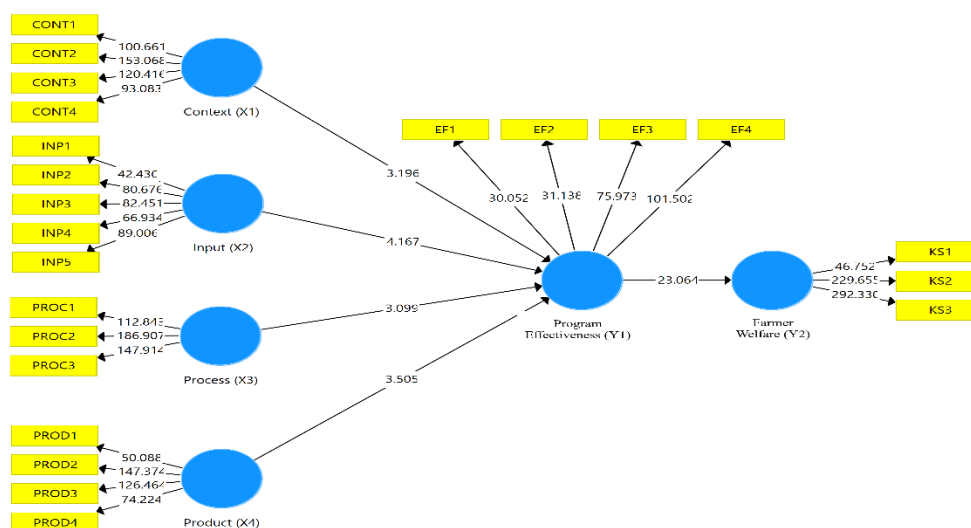 CONT1
CONT2
CONT3
CONT4
100.661
153.068
120.416
93.083
Context (X1)
INP1
INP2
INP3
INP4
INP5
42.430
80.676
82.451
66.934
89.006
Input (X2)
PROC1
PROC2
PROC3
112.843
186.907
147.914
Process (X3)
PROD1
PROD2
PROD3
PROD4
50.088
147.374
126.464
74.224
Product (X4)
3.196
4.167
3.099
3.505
EF1
EF2
EF3
EF4
30.052
31.138
75.973
101.502
Program
Effectiveness (Y1)
23.064
Farmer
Welfare (Y2)
46.752
229.655
292.330
KS1
KS2
KS3